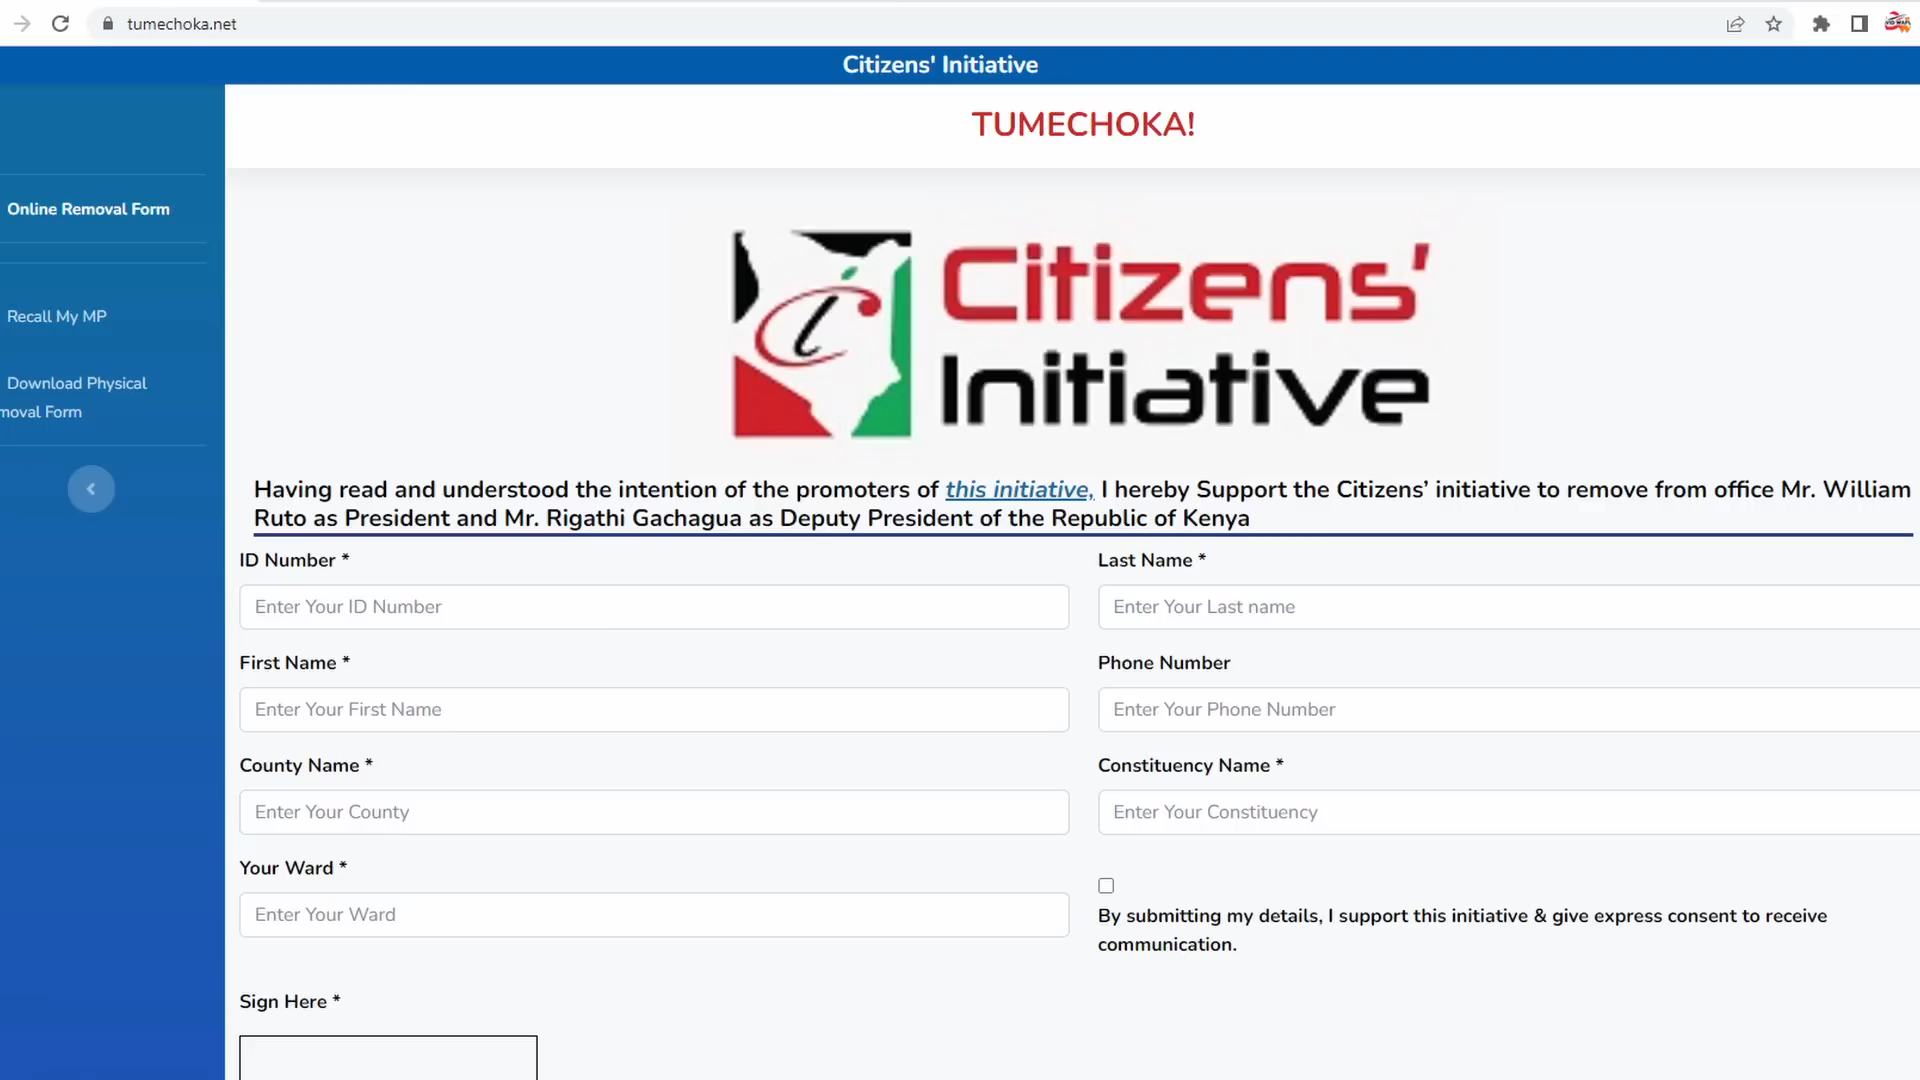 tumechoka.net
Citizens' Initiative
TUMECHOKA!
Online Removal Form
Recall My MP
Download Physical
moval Form
Citizens'
Initiative
Having read and understood the intention of the promoters of this initiative, I hereby Support the Citizens’ initiative to remove from office Mr. William
Ruto as President and Mr. Rigathi Gachagua as Deputy President of the Republic of Kenya
ID Number *
Last Name *
Enter Your ID Number
Enter Your Last name
First Name *
Phone Number
Enter Your First Name
Enter Your Phone Number
County Name *
Constituency Name *
Enter Your County
Enter Your Constituency
Your Ward *
Enter Your Ward
By submitting my details, I support this initiative & give express consent to receive
communication.
Sign Here *